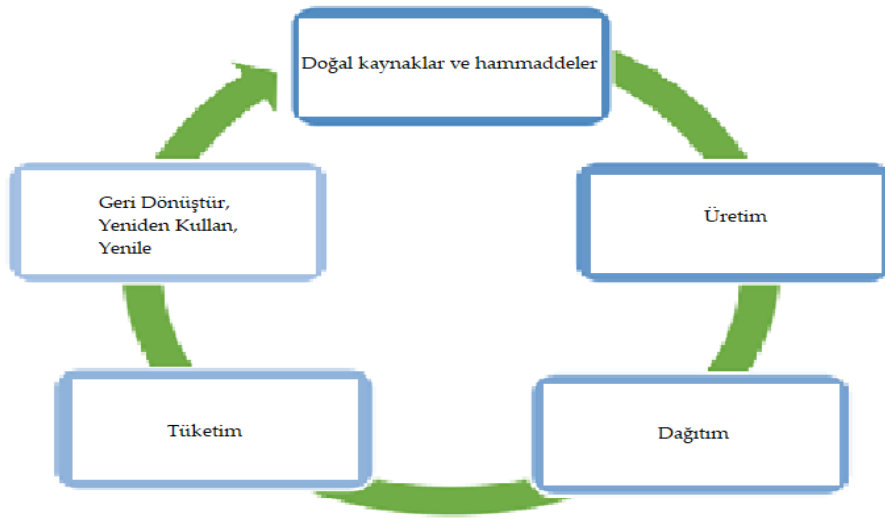 Doğal kaynaklar ve hammaddeler
Üretim
Dağıtım
Tüketim
Geri Dönüştür,
Yeniden Kullan,
Yenile